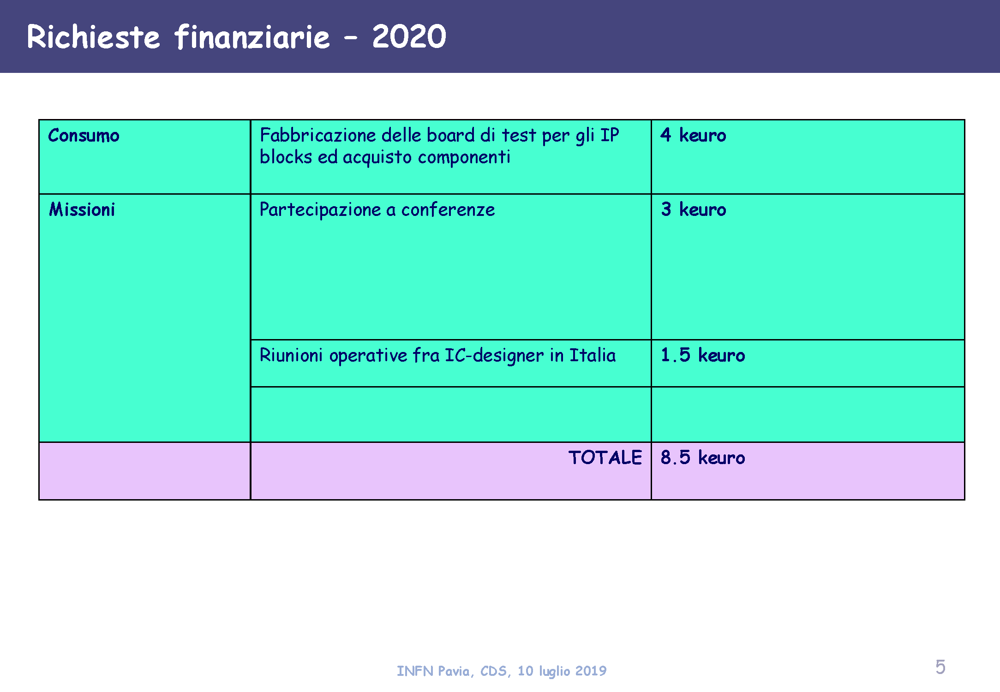 Richieste finanziarie – 2020
Consumo
Fabbricazione delle board di test per gli IP
blocks ed acquisto componenti
4 keuro
Missioni
Partecipazione a conferenze
3 keuro
Riunioni operative fra IC-designer in Italia
1.5 keuro
TOTALE
8.5 keuro
INFN Pavia, CDS, 10 luglio 2019
5